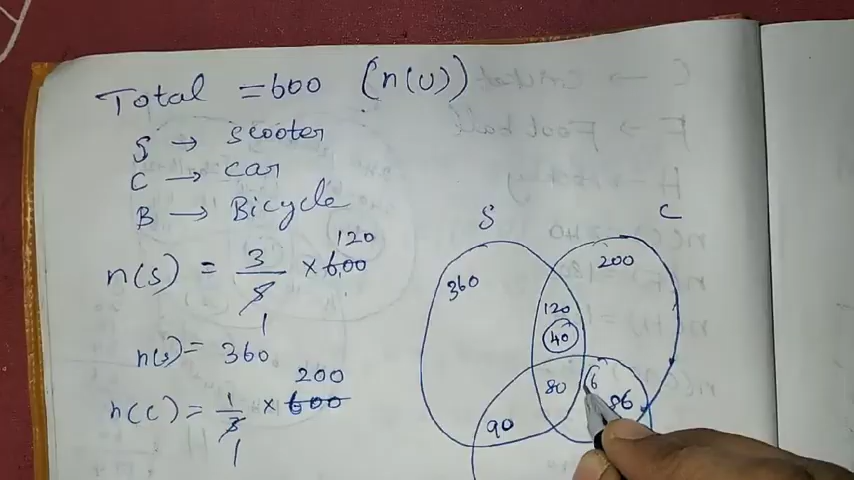 Total = 600 (n(U))
S → scooter
C → car
B → Bicycle
120
n(s) = 3/5 × 600
1
n(s) = 360
200
n(c) = 1/3 × 600
1
S C
360 200
120
40
80 6 86
90